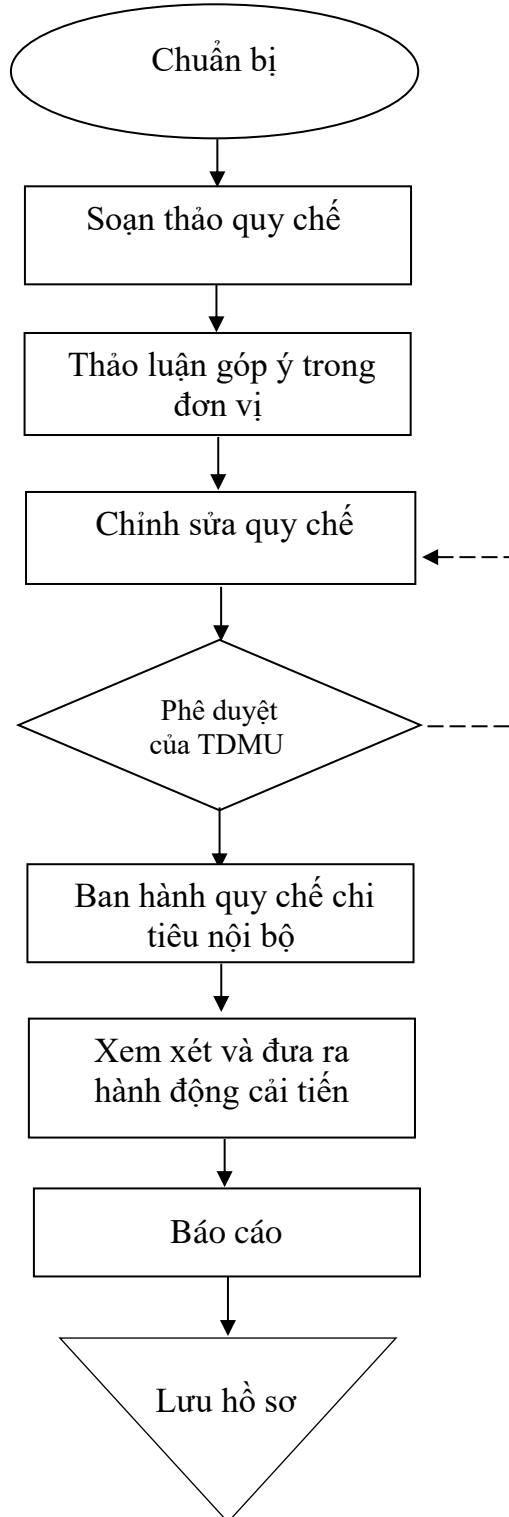 Chuẩn bị
Soạn thảo quy chế
Thảo luận góp ý trong
đơn vị
Chỉnh sửa quy chế
Phê duyệt
của TDMU
Ban hành quy chế chi
tiêu nội bộ
Xem xét và đưa ra
hành động cải tiến
Báo cáo
Lưu hồ sơ